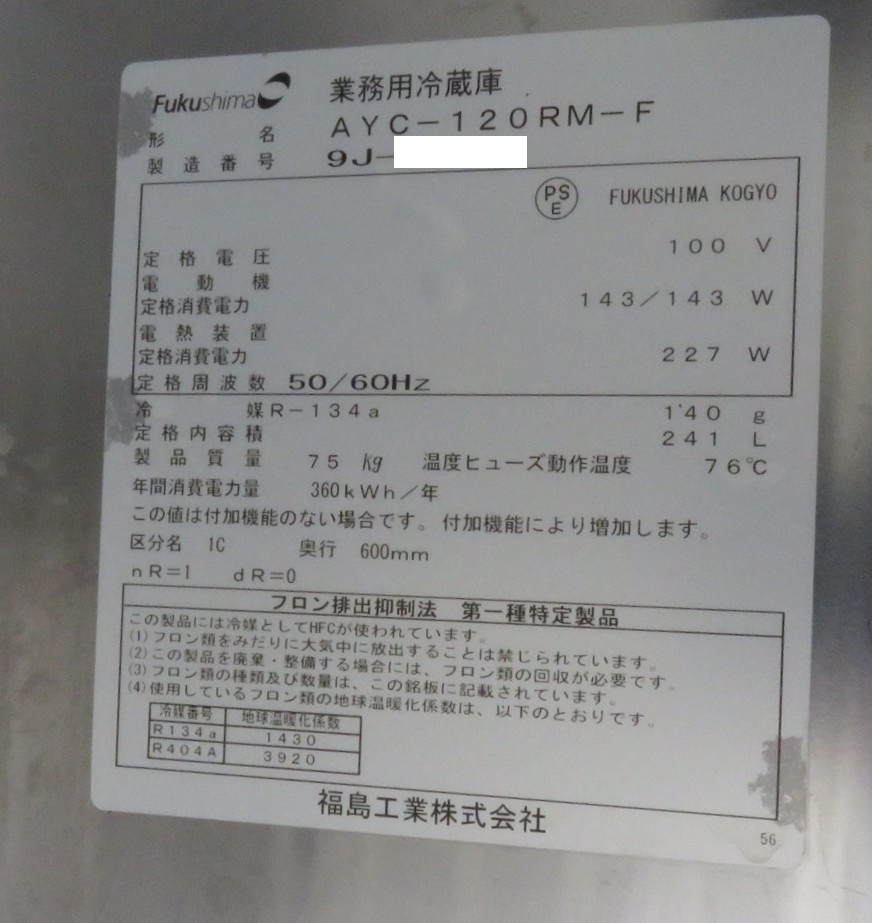 Fukushima
業務用冷蔵庫
形名 AYC-120RM-F
製造番号 9J-
PSE FUKUSHIMA KOGYO
定格電圧 100 V
電動機
定格消費電力 143/143 W
電熱装置
定格消費電力 227 W
定格周波数 50/60Hz
冷媒 R-134a 140 g
定格内容積 241 L
製品質量 75 kg 温度ヒューズ動作温度 76℃
年間消費電力量 360kWh/年
この値は付加機能のない場合です。付加機能により増加します。
区分名 1C 奥行 600mm
nR=1 dR=0
フロン排出抑制法 第一種特定製品
この製品には冷媒としてHFCが使われています。
(1)フロン類をみだりに大気中に放出することは禁じられています。
(2)この製品を廃棄・整備する場合には、フロン類の回収が必要です。
(3)フロン類の種類及び数量は、この銘板に記載されています。
(4)使用しているフロン類の地球温暖化係数は、以下のとおりです。
冷媒番号 地球温暖化係数
R134a 1430
R404A 3920
福島工業株式会社
56